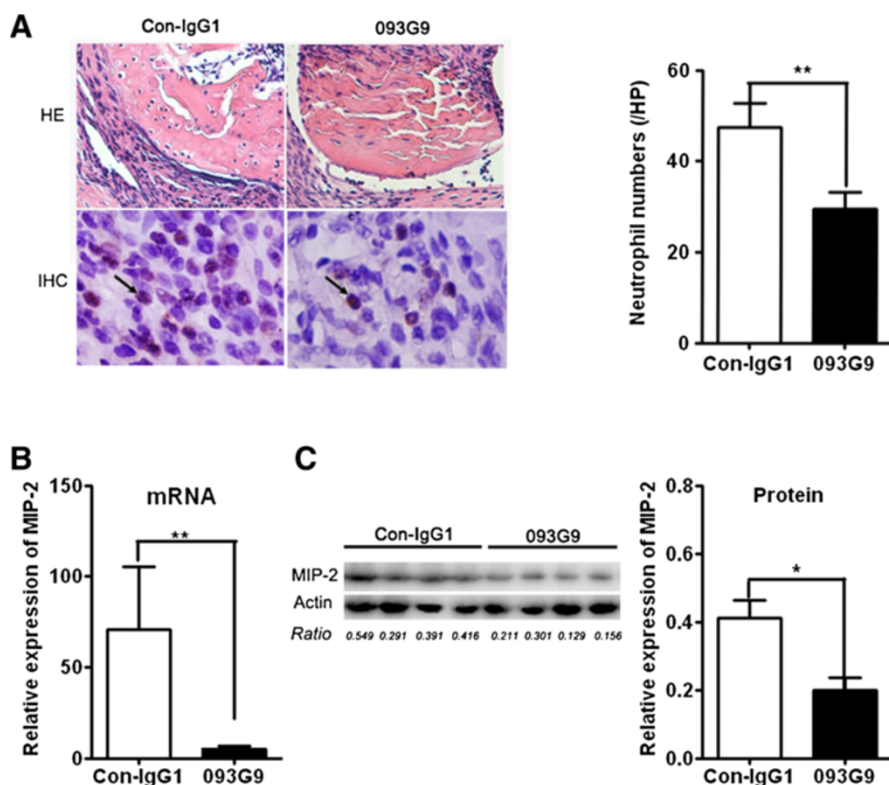 A
Con-IgG1 093G9
HE
IHC
Neutrophil numbers (/HP)
60
40
20
0
**
Con-IgG1 093G9
B
Relative expression of MIP-2
150
100
50
0
mRNA
**
Con-IgG1 093G9
C
Con-IgG1 093G9
MIP-2
Actin
Ratio 0.549 0.291 0.391 0.416 0.211 0.301 0.129 0.156
Relative expression of MIP-2
0.8
0.6
0.4
0.2
0.0
Protein
*
Con-IgG1 093G9